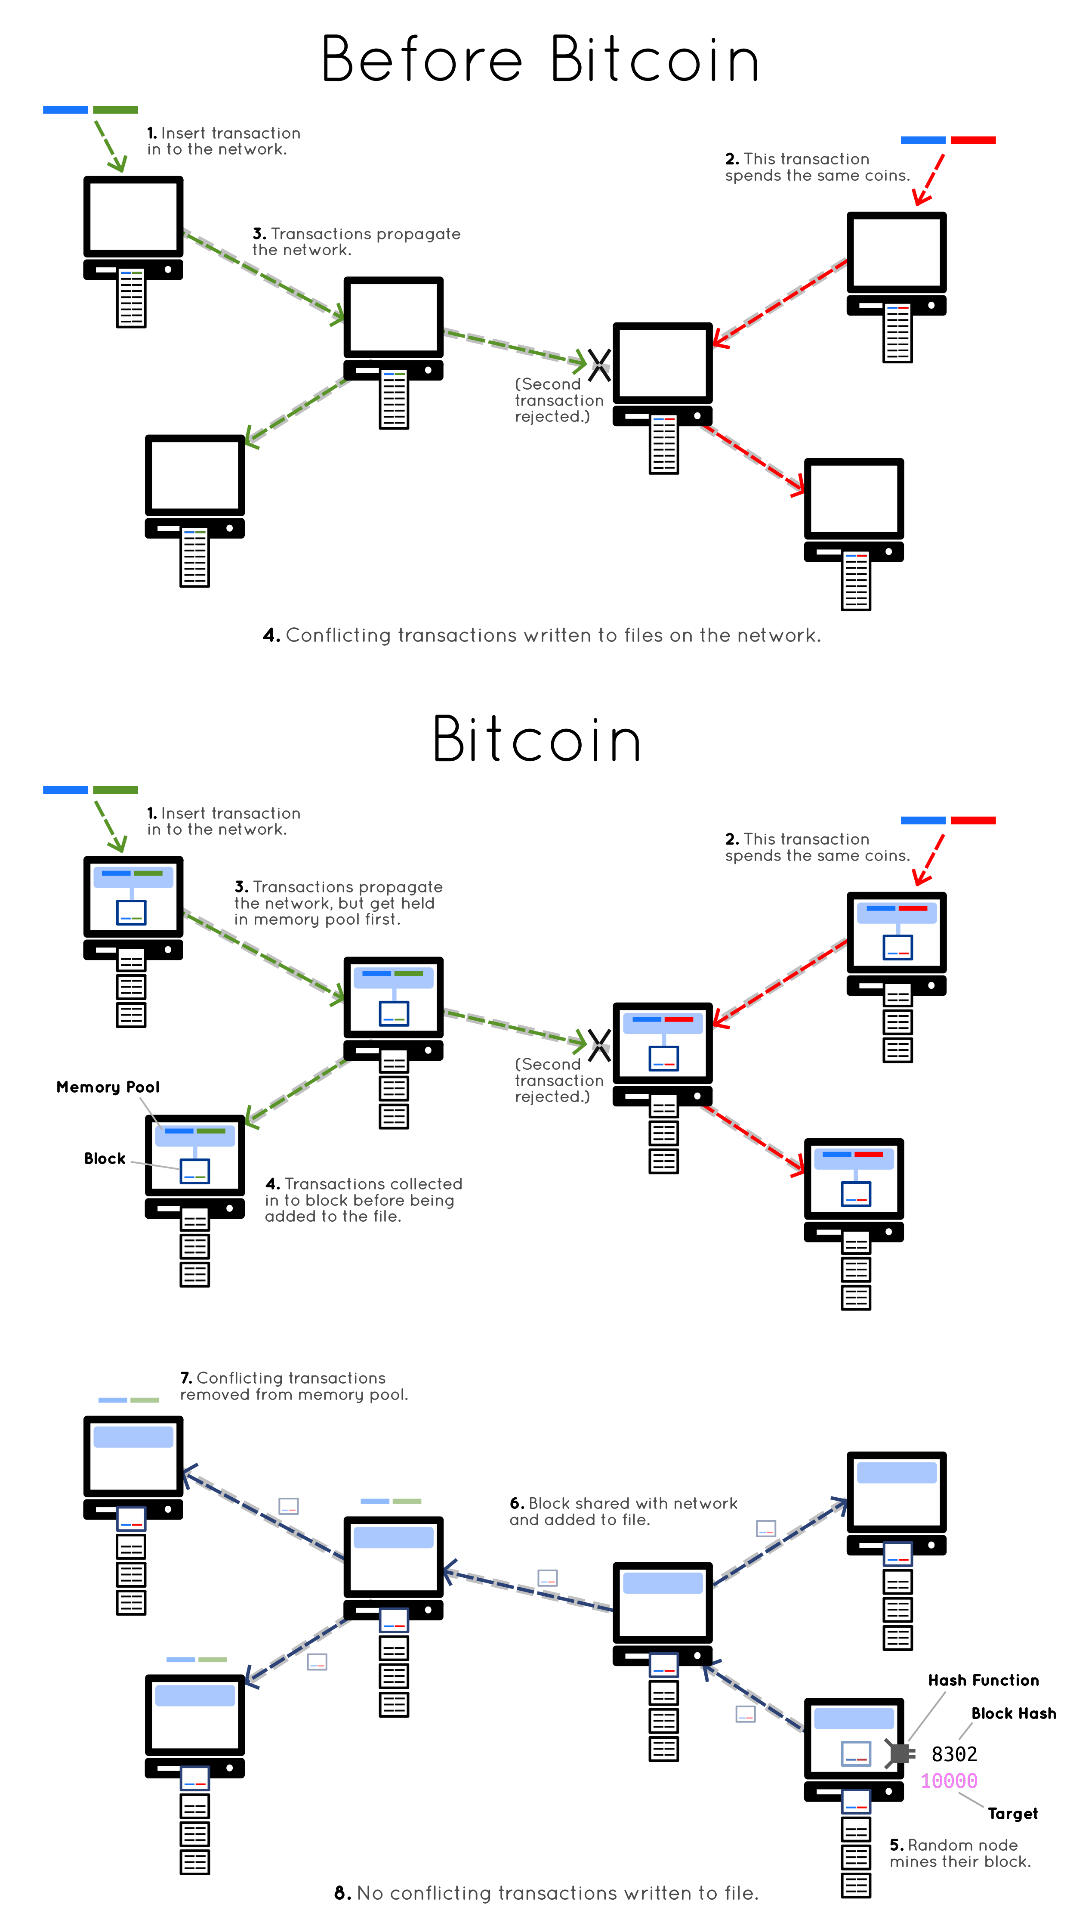 Before Bitcoin
1. Insert transaction
in to the network.
2. This transaction
spends the same coins.
3. Transactions propagate
the network.
(Second
transaction
rejected.)
4. Conflicting transactions written to files on the network.
Bitcoin
1. Insert transaction
in to the network.
2. This transaction
spends the same coins.
3. Transactions propagate
the network, but get held
in memory pool first.
(Second
transaction
rejected.)
Memory Pool
Block
4. Transactions collected
in to block before being
added to the file.
7. Conflicting transactions
removed from memory pool.
6. Block shared with network
and added to file.
Hash Function
Block Hash
8302
10000
Target
5. Random node
mines their block.
8. No conflicting transactions written to file.